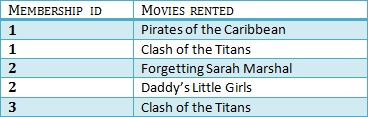 MEMBERSHIP ID MOVIES RENTED
1 Pirates of the Caribbean
1 Clash of the Titans
2 Forgetting Sarah Marshal
2 Daddy's Little Girls
3 Clash of the Titans